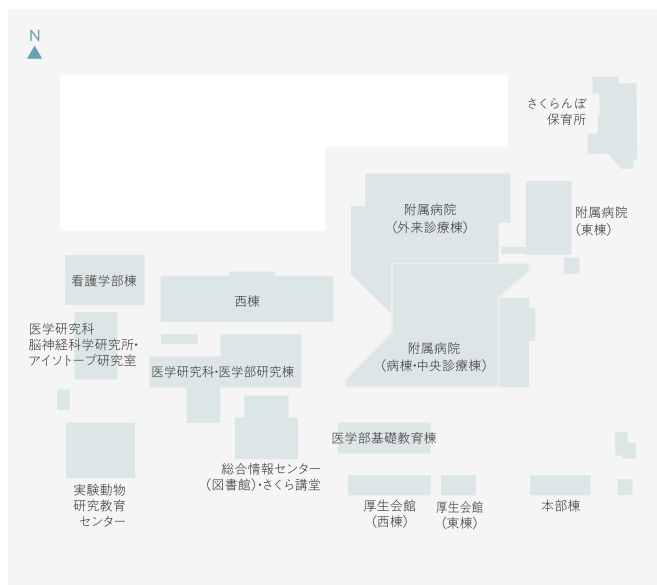 N
さくらんぼ
保育所
附属病院
(外来診療棟)
附属病院
(東棟)
看護学部棟
西棟
医学研究科
脳神経科学研究所・
アイソトープ研究室
附属病院
(病棟・中央診療棟)
医学研究科・医学部研究棟
医学部基礎教育棟
総合情報センター
(図書館)・さくら講堂
実験動物
研究教育
センター
厚生会館
(西棟)
厚生会館
(東棟)
本部棟